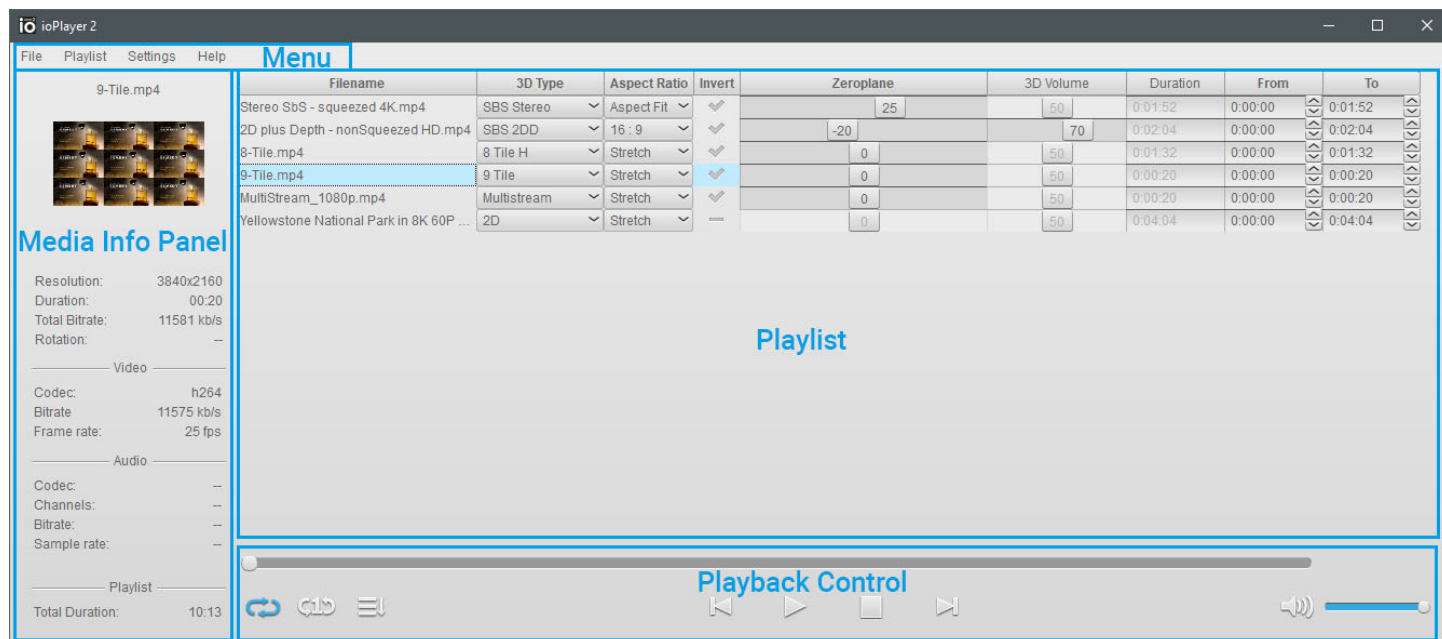 iO ioPlayer 2
File Playlist Settings Help Menu
9-Tile.mp4
Media Info Panel
Resolution: 3840x2160
Duration: 00:20
Total Bitrate: 11581 kb/s
Rotation: --
Video
Codec: h264
Bitrate 11575 kb/s
Frame rate: 25 fps
Audio
Codec: --
Channels: --
Bitrate: --
Sample rate: --
Playlist
Total Duration: 10:13
Filename 3D Type Aspect Ratio Invert Zeroplane 3D Volume Duration From To
Stereo SbS - squeezed 4K.mp4 SBS Stereo Aspect Fit 25 50 0:01:52 0:00:00 0:01:52
2D plus Depth - nonSqueezed HD.mp4 SBS 2DD 16 : 9 -20 70 0:02:04 0:00:00 0:02:04
8-Tile.mp4 8 Tile H Stretch 0 50 0:01:32 0:00:00 0:01:32
9-Tile.mp4 9 Tile Stretch 0 50 0:00:20 0:00:00 0:00:20
MultiStream_1080p.mp4 Multistream Stretch 0 50 0:00:20 0:00:00 0:00:20
Yellowstone National Park in 8K 60P ... 2D Stretch 0 50 0:04:04 0:00:00 0:04:04
Playlist
Playback Control
1